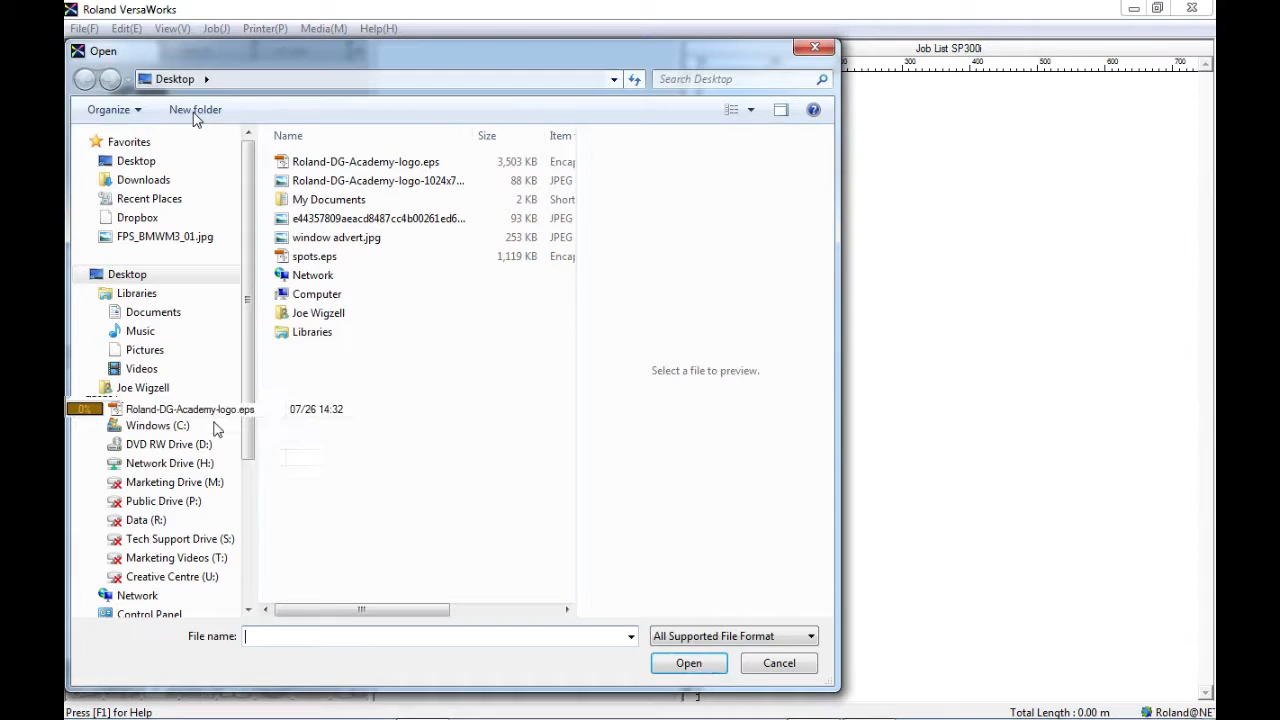 Roland VersaWorks
File(F) Edit(E) View(V) Job(J) Printer(P) Media(M) Help(H)
Open
Job List SP300i
300 400 500 600 700
Desktop
Search Desktop
Organize
New folder
Name Size Item
Favorites
Desktop
Downloads
Recent Places
Dropbox
FPS_BMWM3_01.jpg
Desktop
Libraries
Documents
Music
Pictures
Videos
Joe Wigzell
0% Roland-DG-Academy-logo.eps 07/26 14:32
Windows (C:)
DVD RW Drive (D:)
Network Drive (H:)
Marketing Drive (M:)
Public Drive (P:)
Data (R:)
Tech Support Drive (S:)
Marketing Videos (T:)
Creative Centre (U:)
Network
Control Panel
Roland-DG-Academy-logo.eps 3,503 KB Encap
Roland-DG-Academy-logo-1024x7... 88 KB JPEG
My Documents 2 KB Short
e44357809aeacd8487cc4b00261ed6... 93 KB JPEG
window advert.jpg 253 KB JPEG
spots.eps 1,119 KB Encap
Network
Computer
Joe Wigzell
Libraries
Select a file to preview.
File name:
All Supported File Format
Open
Cancel
Press [F1] for Help
Total Length : 0.00 m
Roland@NE